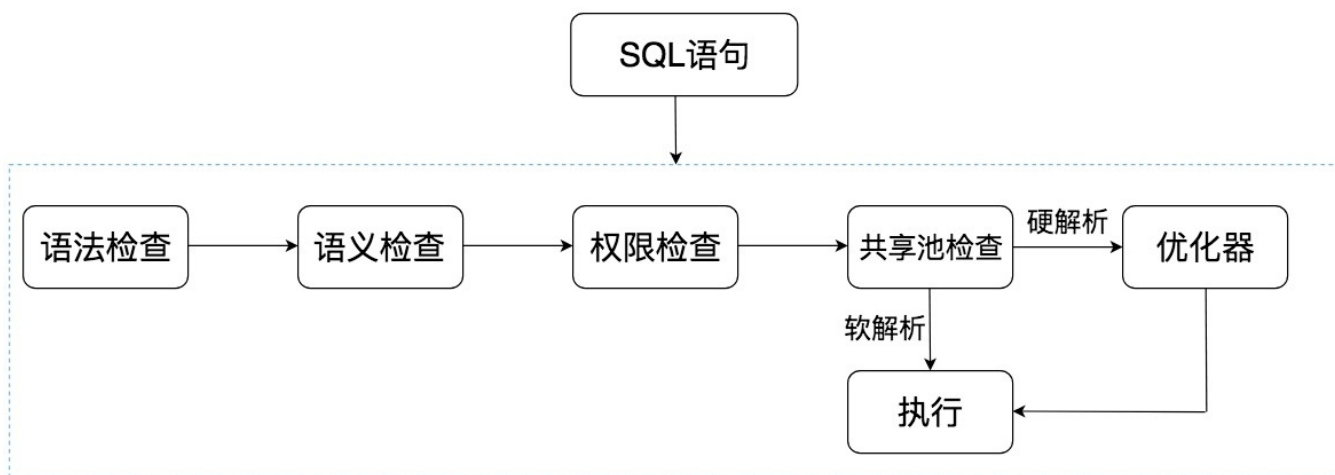 SQL语句
语法检查
语义检查
权限检查
共享池检查
硬解析
优化器
软解析
执行